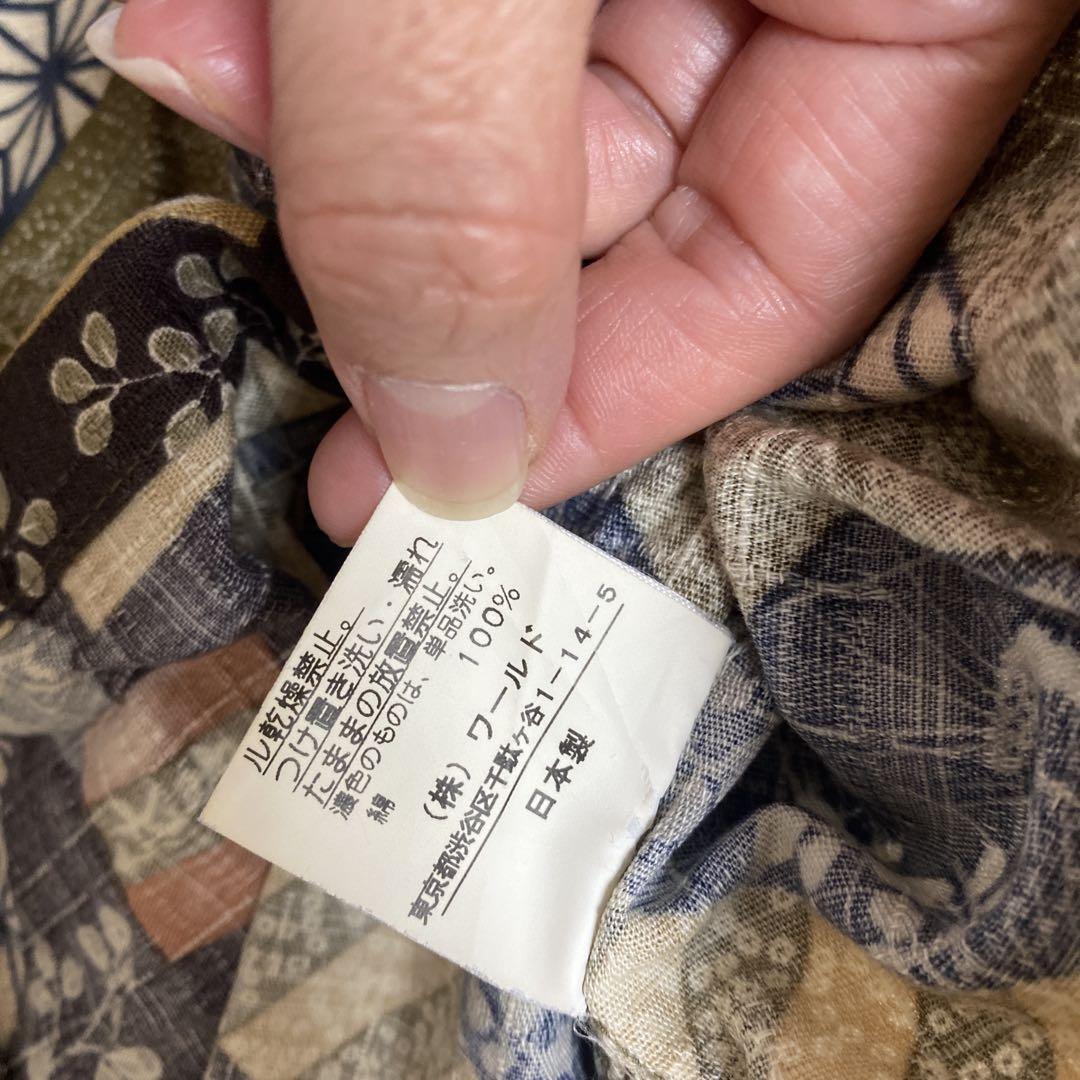 ル乾燥禁止。
つけ置き洗い・濡れ
たままの放置禁止。
濃色のものは、単品洗い。
綿 100%
(株) ワールド
東京都渋谷区千駄ヶ谷1-14-5
日本製